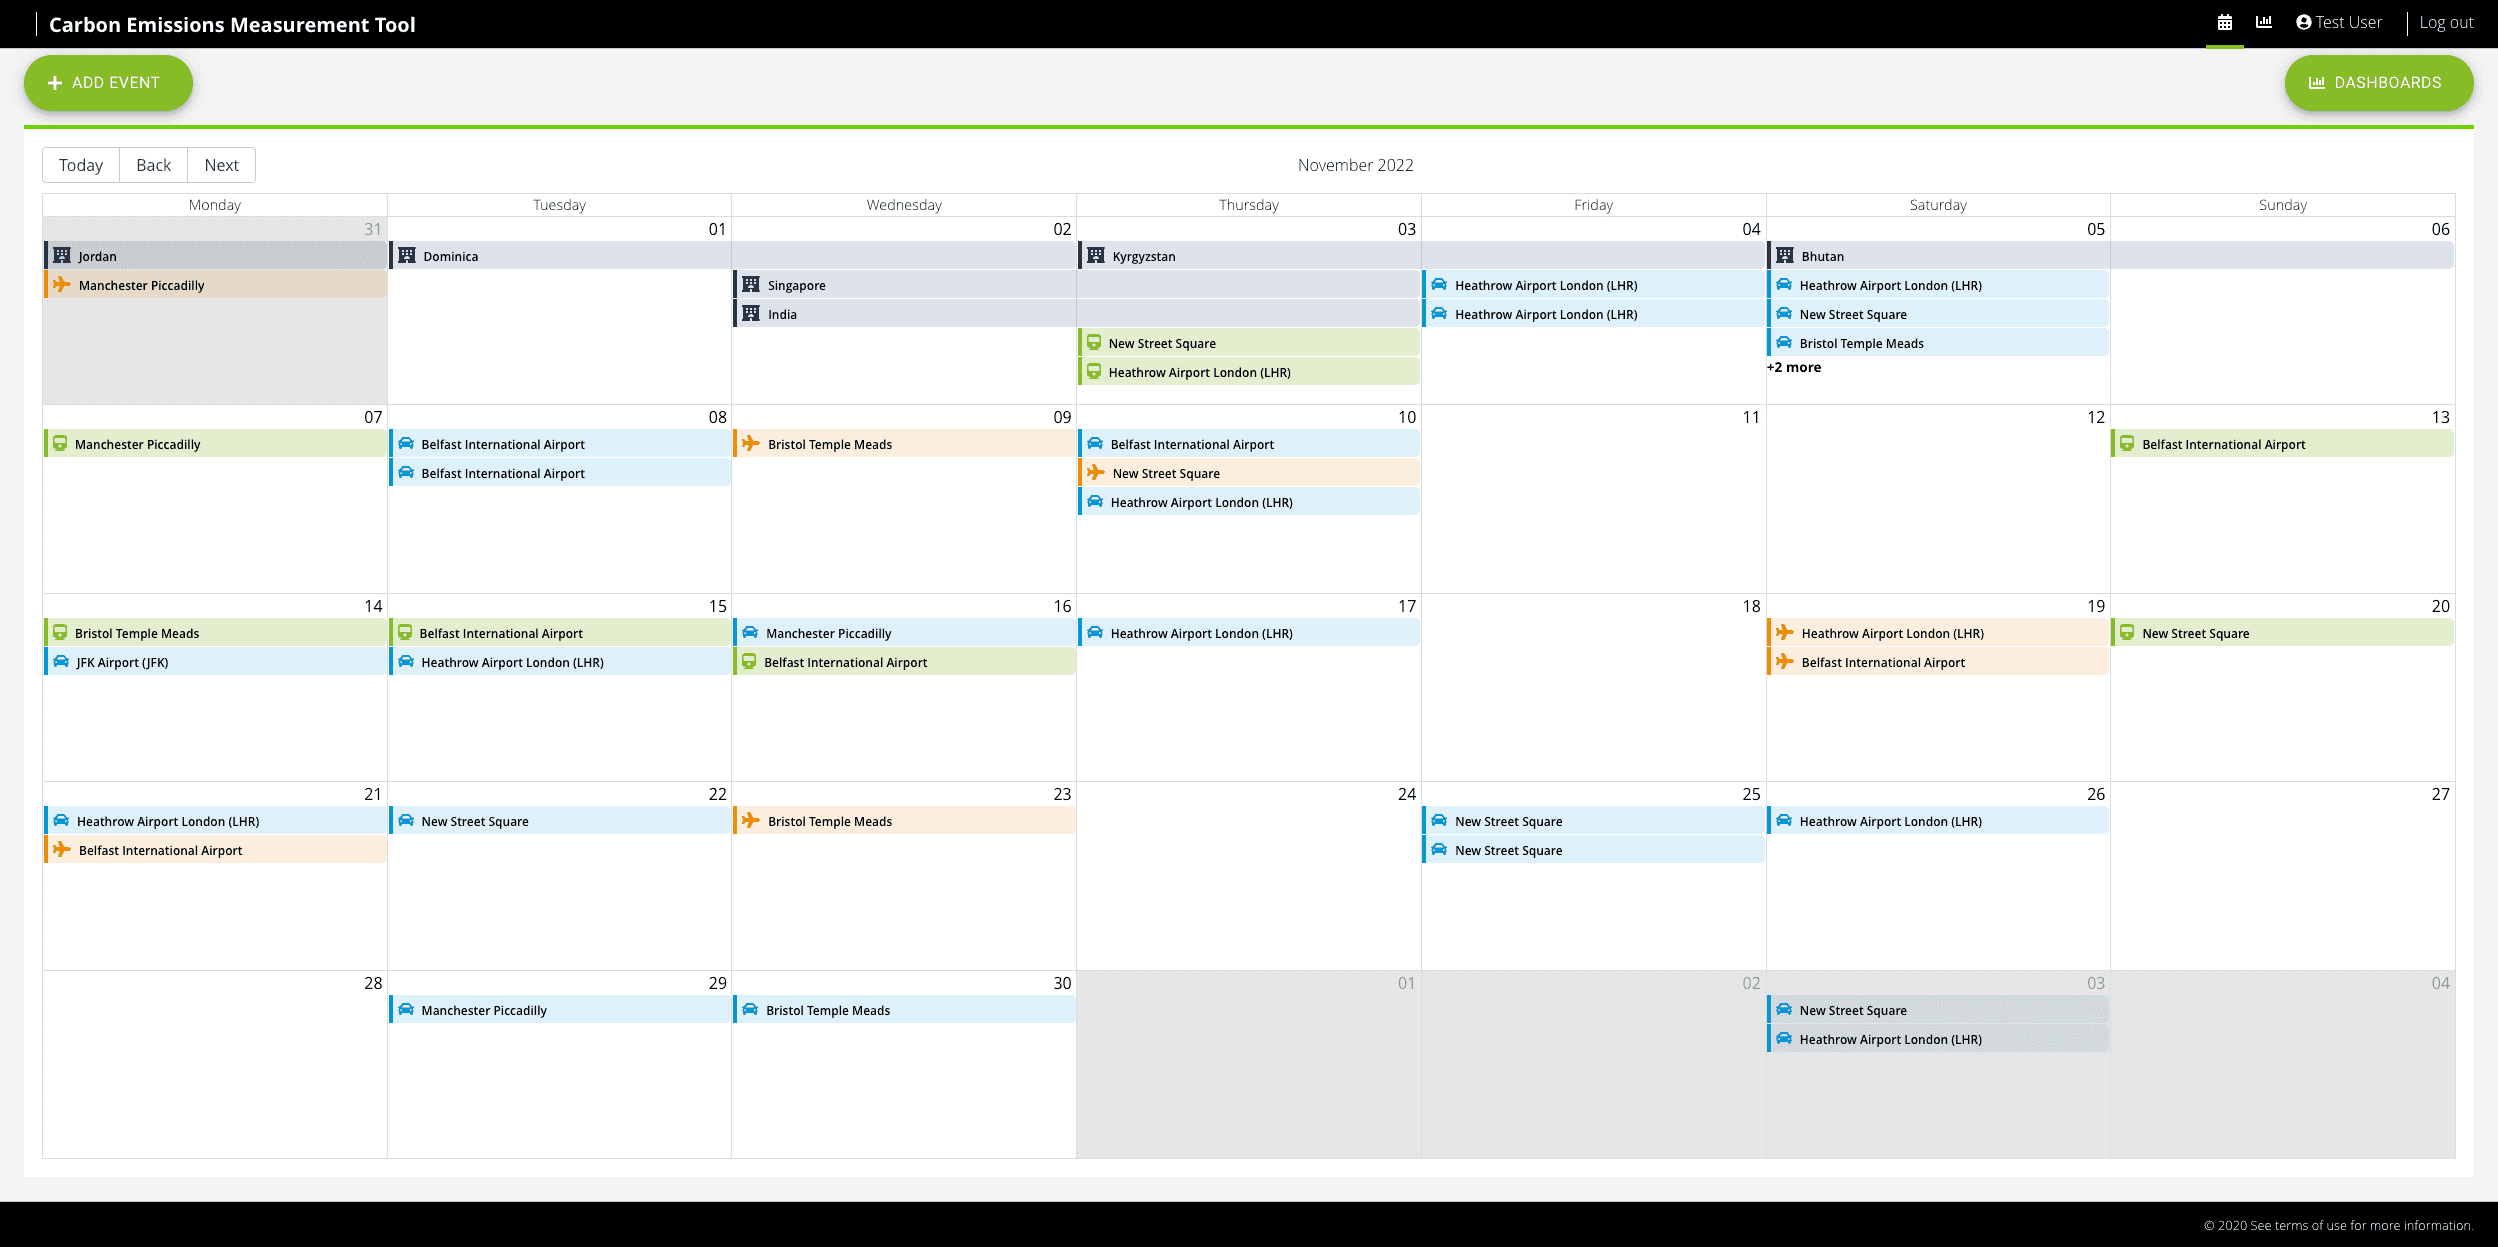 Carbon Emissions Measurement Tool
Test User
Log out
ADD EVENT
DASHBOARDS
Today Back Next
November 2022
Monday Tuesday Wednesday Thursday Friday Saturday Sunday
31 01 02 03 04 05 06
Jordan Dominica Kyrgyzstan Bhutan
Manchester Piccadilly Singapore Heathrow Airport London (LHR) Heathrow Airport London (LHR)
India Heathrow Airport London (LHR) New Street Square
New Street Square Bristol Temple Meads
Heathrow Airport London (LHR) +2 more
07 08 09 10 11 12 13
Manchester Piccadilly Belfast International Airport Bristol Temple Meads Belfast International Airport Belfast International Airport
Belfast International Airport New Street Square
Heathrow Airport London (LHR)
14 15 16 17 18 19 20
Bristol Temple Meads Belfast International Airport Manchester Piccadilly Heathrow Airport London (LHR) Heathrow Airport London (LHR) New Street Square
JFK Airport (JFK) Heathrow Airport London (LHR) Belfast International Airport Belfast International Airport
21 22 23 24 25 26 27
Heathrow Airport London (LHR) New Street Square Bristol Temple Meads New Street Square Heathrow Airport London (LHR)
Belfast International Airport New Street Square
28 29 30 01 02 03 04
Manchester Piccadilly Bristol Temple Meads New Street Square
Heathrow Airport London (LHR)
© 2020 See terms of use for more information.